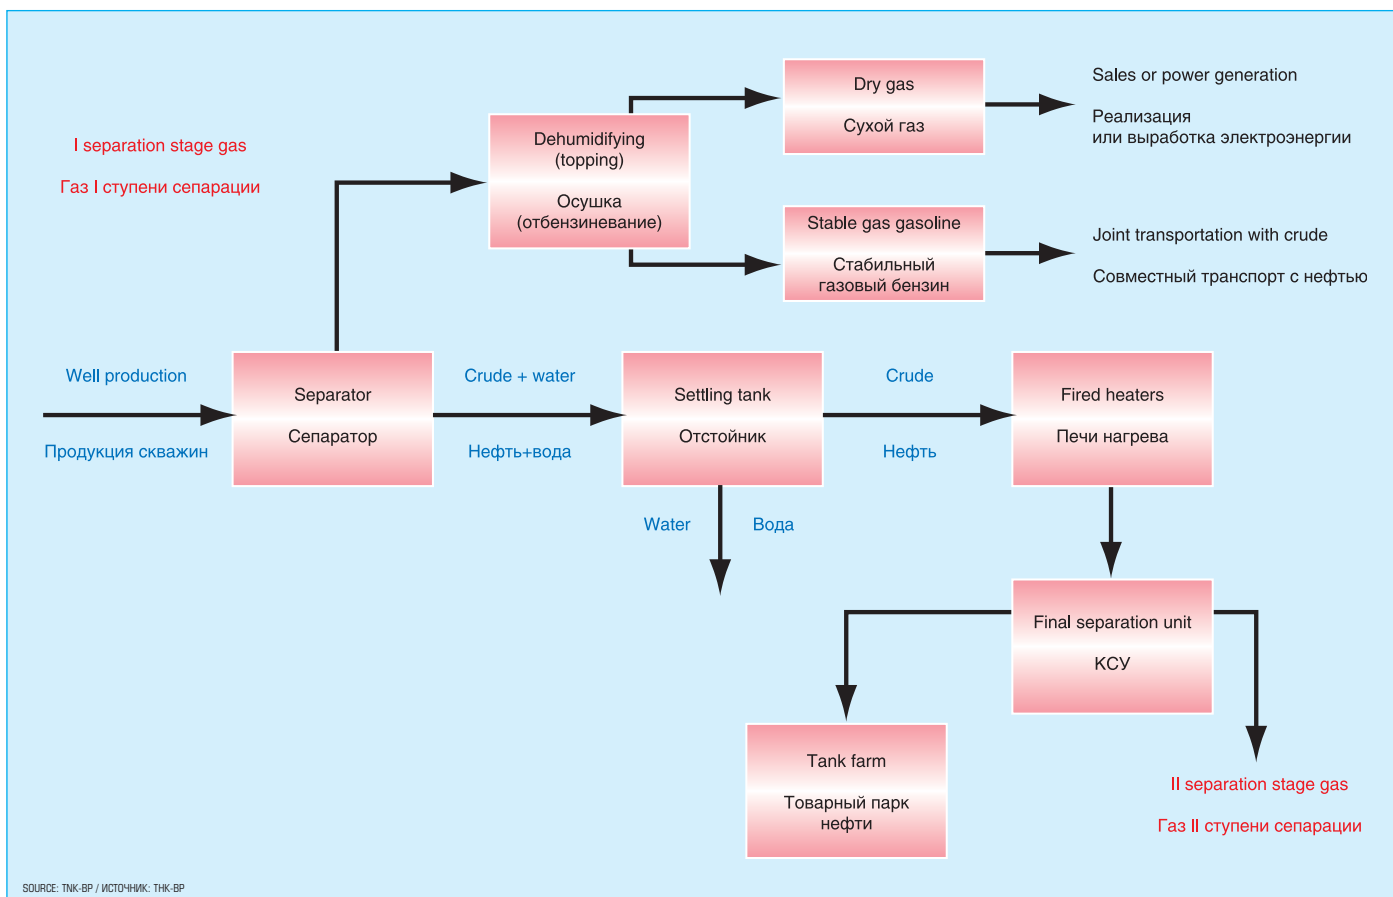 I separation stage gas
Газ I ступени сепарации
Dehumidifying
(topping)
Осушка
(отбензиневание)
Dry gas
Сухой газ
Sales or power generation
Реализация
или выработка электроэнергии
Stable gas gasoline
Стабильный
газовый бензин
Joint transportation with crude
Совместный транспорт с нефтью
Well production
Продукция скважин
Separator
Сепаратор
Crude + water
Нефть+вода
Settling tank
Отстойник
Crude
Нефть
Fired heaters
Печи нагрева
Water
Вода
Final separation unit
КСУ
Tank farm
Товарный парк
нефти
II separation stage gas
Газ II ступени сепарации
SOURCE: TNK-BP / ИСТОЧНИК: ТНК-ВР